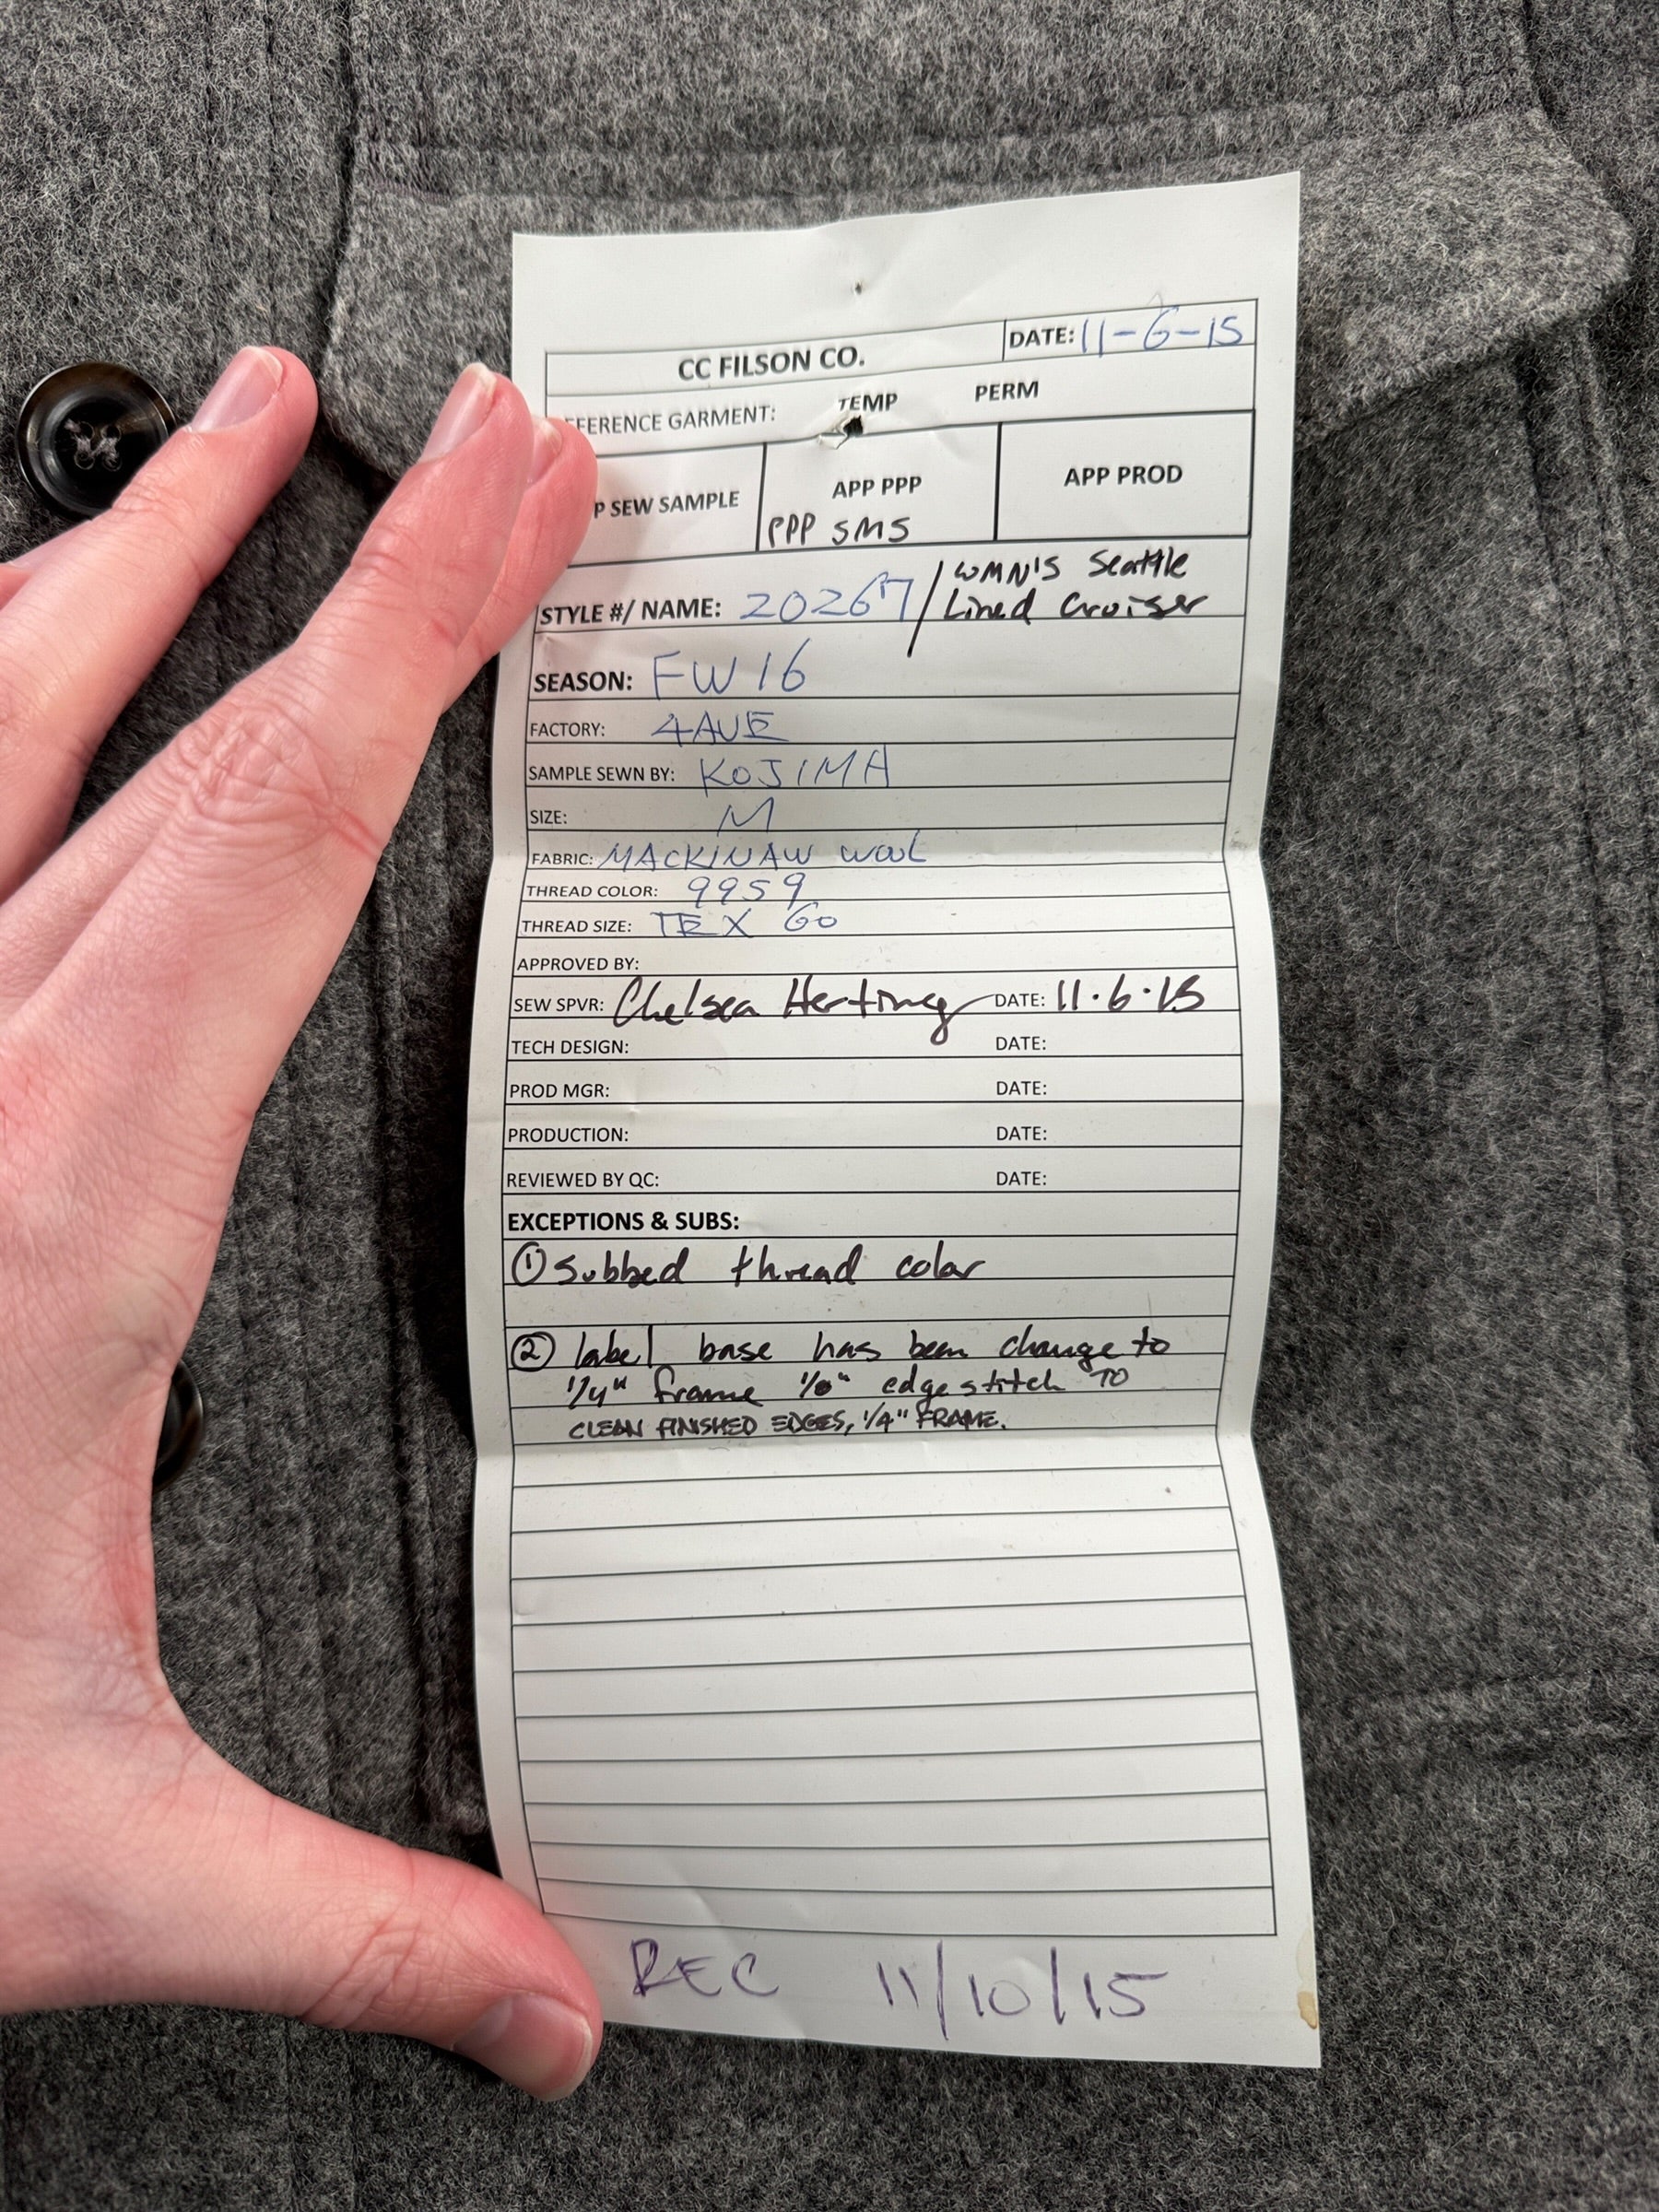 DATE: 11-6-15
CC FILSON CO.
FERENCE GARMENT: TEMP PERM
P SEW SAMPLE APP PPP APP PROD
PPP SMS
STYLE #/ NAME: 20267 / WMN'S Seattle
Lined Cruiser
SEASON: FW16
FACTORY: 4AVE
SAMPLE SEWN BY: KOJIMA
SIZE: M
FABRIC: MACKINAW WOOL
THREAD COLOR: 9959
THREAD SIZE: TEX 60
APPROVED BY:
SEW SPVR: Chelsea Herting DATE: 11.6.15
TECH DESIGN: DATE:
PROD MGR: DATE:
PRODUCTION: DATE:
REVIEWED BY QC: DATE:
EXCEPTIONS & SUBS:
① Subbed thread color
② label base has been change to
1/4" frame 1/8" edgestitch TO
CLEAN FINISHED EDGES, 1/4" FRAME.
REC 11/10/15